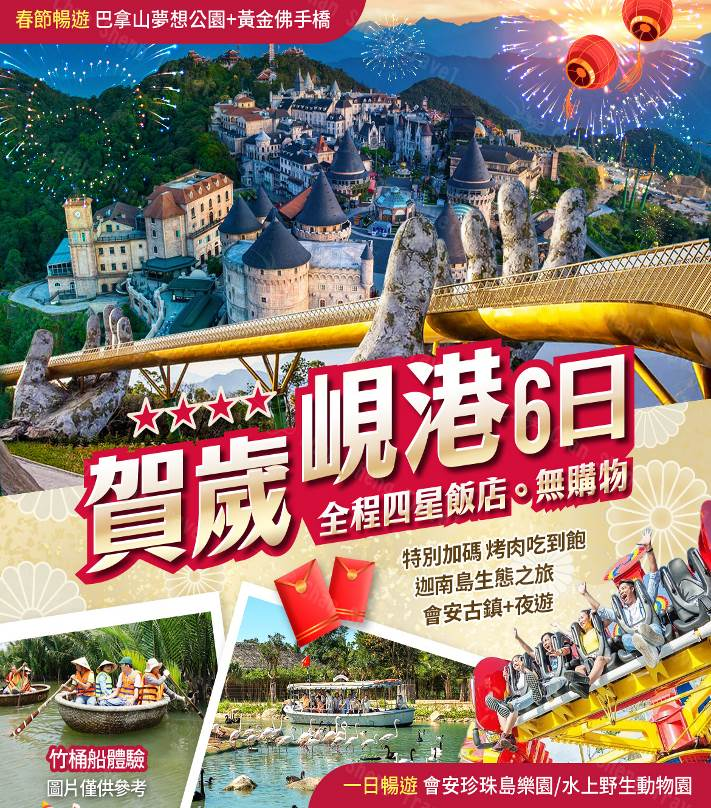 春節暢遊 巴拿山夢想公園+黃金佛手橋
賀歲 峴港6日
全程四星飯店。無購物
特別加碼 烤肉吃到飽
迦南島生態之旅
會安古鎮+夜遊
竹桶船體驗
圖片僅供參考
一日暢遊 會安珍珠島樂園/水上野生動物園